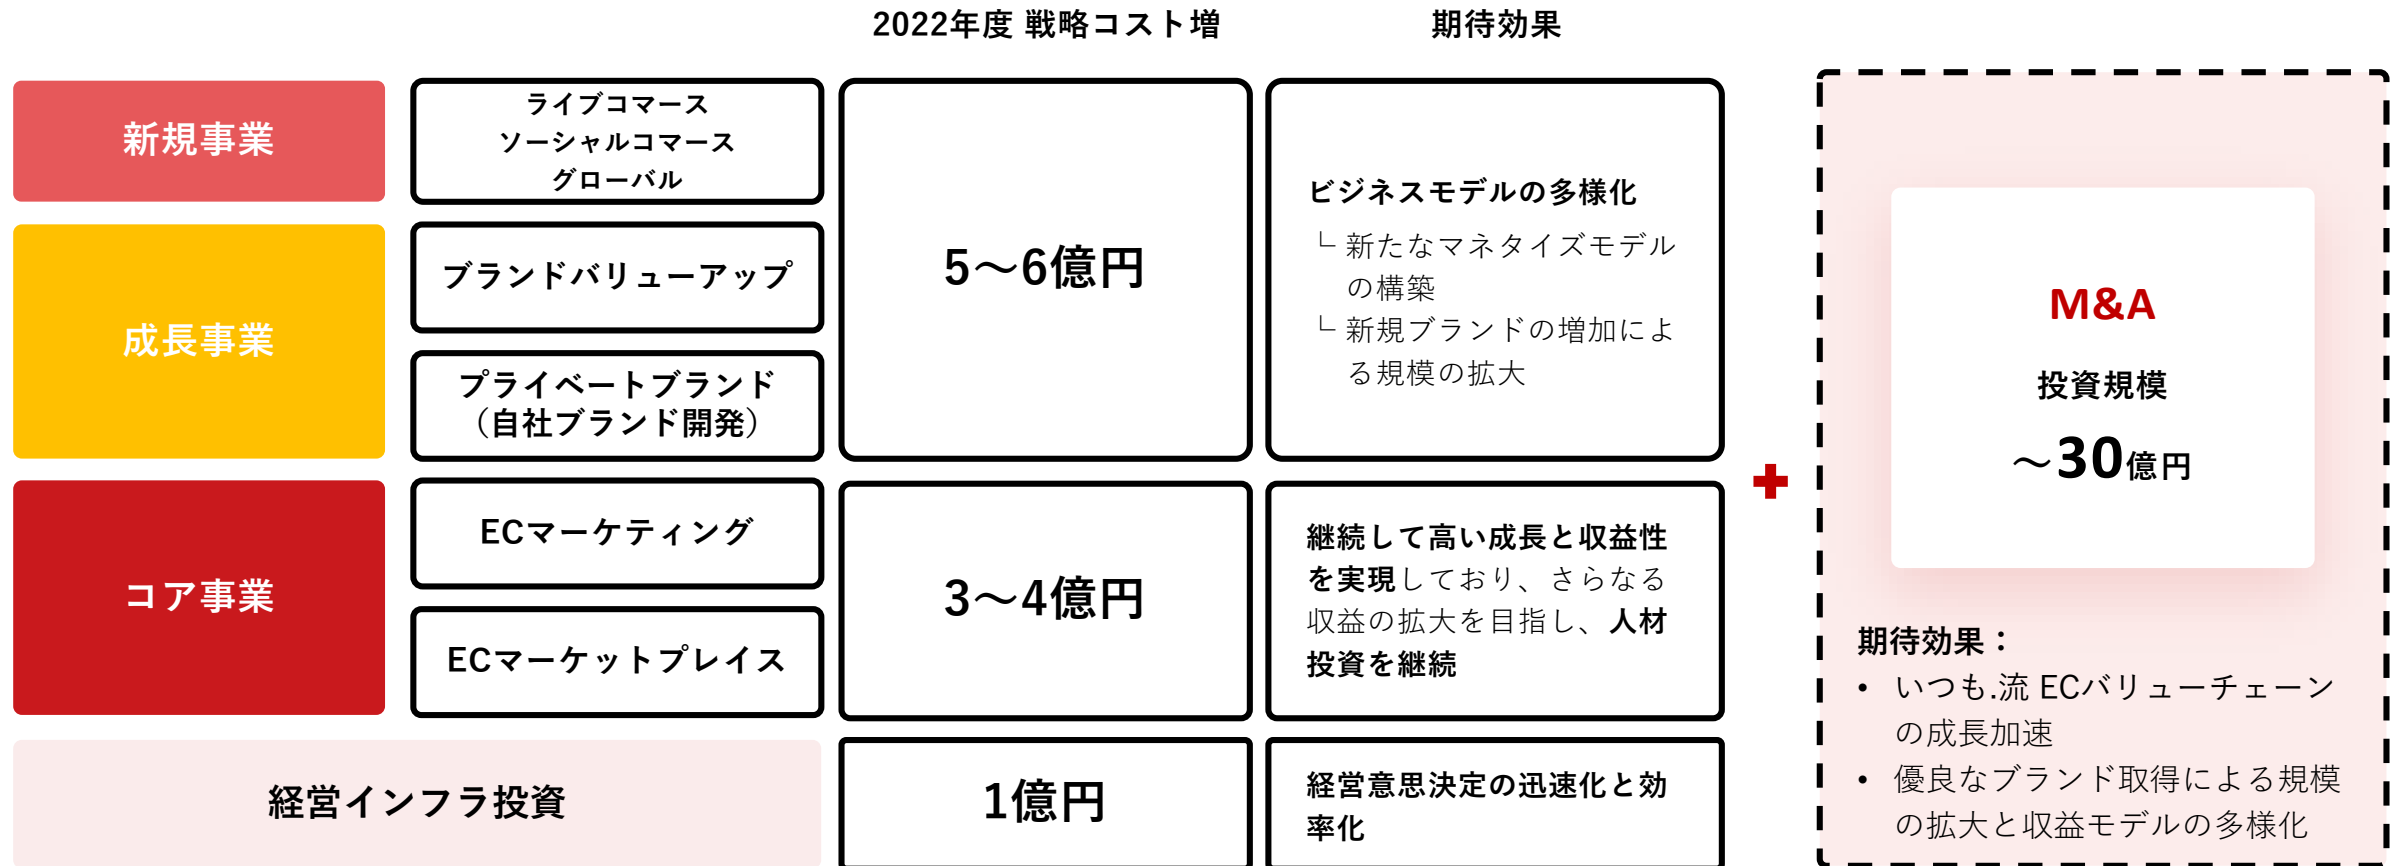 2022年度 戦略コスト増
期待効果
新規事業
ライブコマース
ソーシャルコマース
グローバル
成長事業
ブランドバリューアップ
プライベートブランド
（自社ブランド開発）
5～6億円
ビジネスモデルの多様化
└ 新たなマネタイズモデル
の構築
└ 新規ブランドの増加によ
る規模の拡大
コア事業
ECマーケティング
ECマーケットプレイス
3～4億円
継続して高い成長と収益性
を実現しており、さらなる
収益の拡大を目指し、人材
投資を継続
経営インフラ投資
1億円
経営意思決定の迅速化と効
率化
+
M&A
投資規模
～30億円
期待効果：
• いつも.流 ECバリューチェーン
の成長加速
• 優良なブランド取得による規模
の拡大と収益モデルの多様化